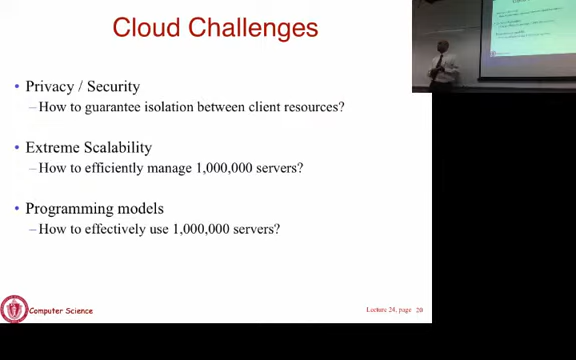 Cloud Challenges
• Privacy / Security
– How to guarantee isolation between client resources?
• Extreme Scalability
– How to efficiently manage 1,000,000 servers?
• Programming models
– How to effectively use 1,000,000 servers?
Computer Science
Lecture 24, page 20